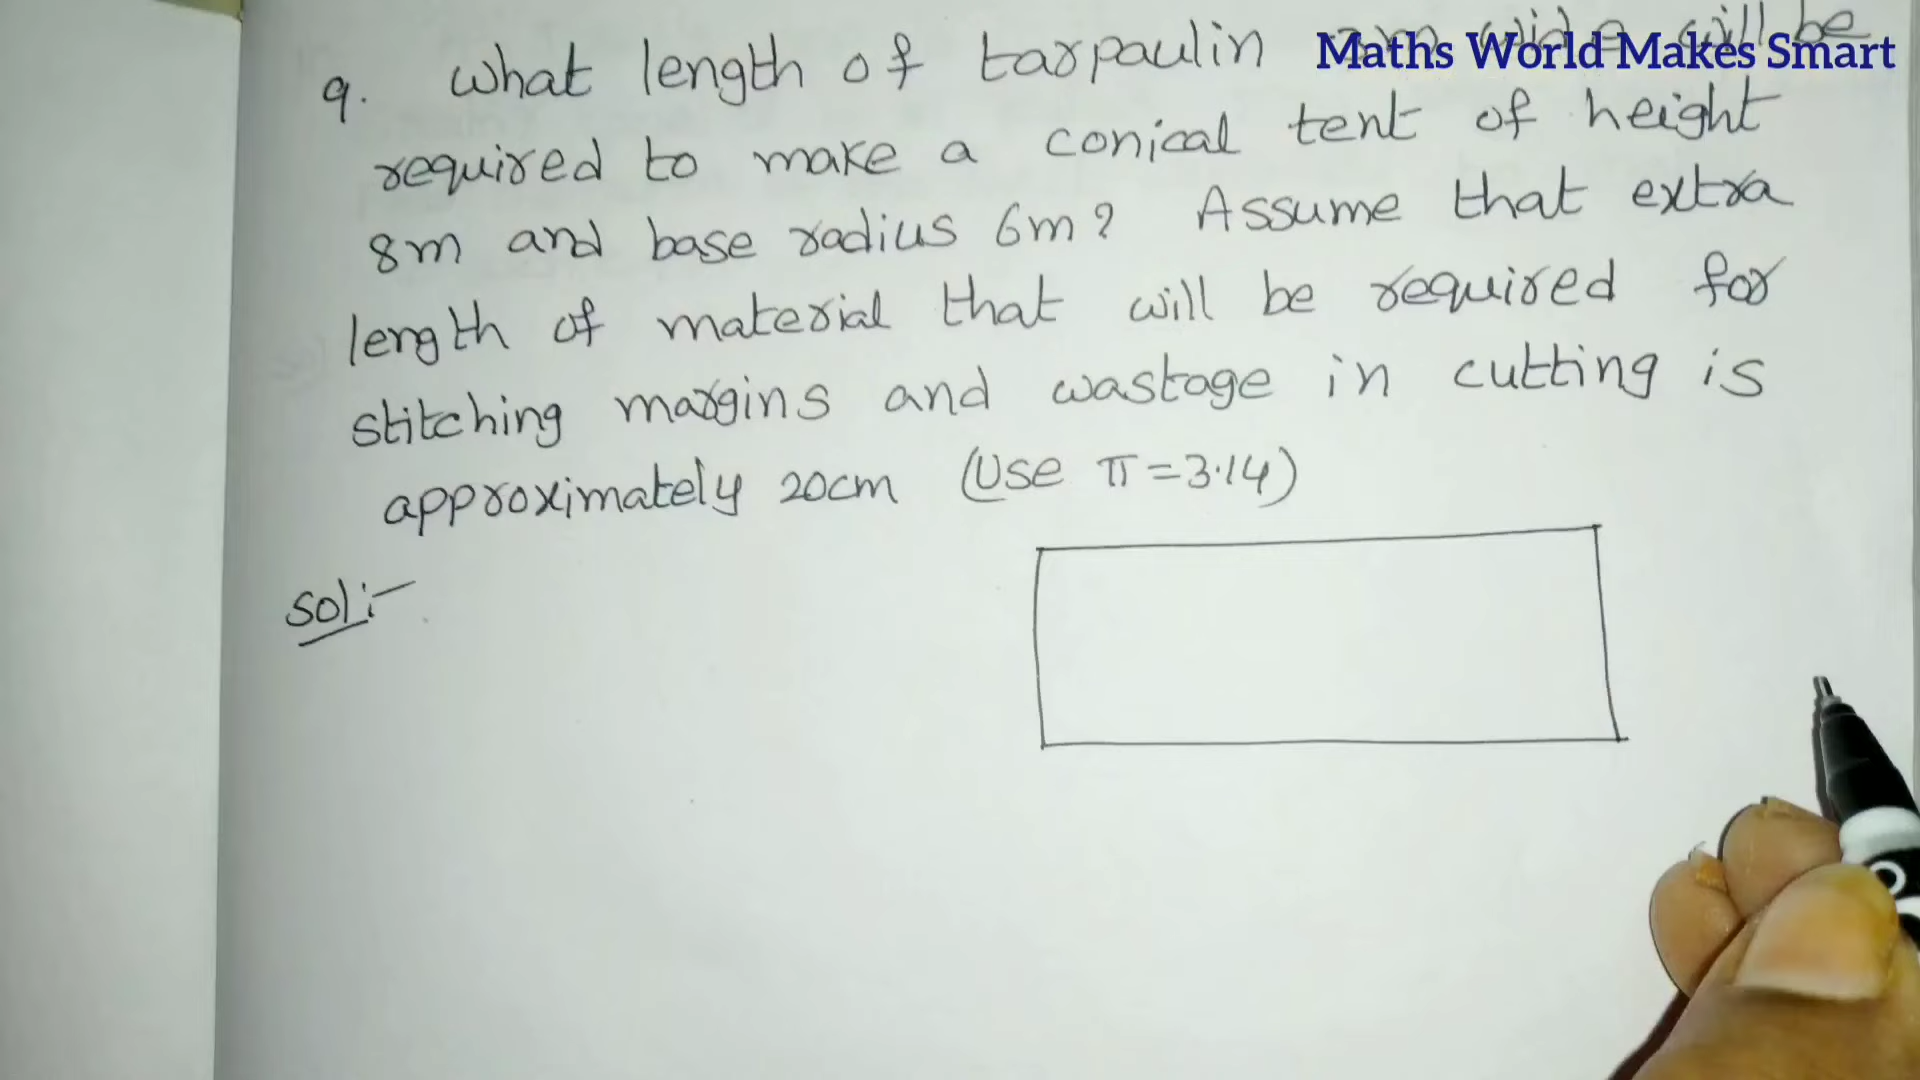 9. What length of tarpaulin will be
Maths World Makes Smart
required to make a conical tent of height
8m and base radius 6m? Assume that extra
length of material that will be required for
stitching margins and wastage in cutting is
approximately 20cm (Use π=3.14)
Sol:-